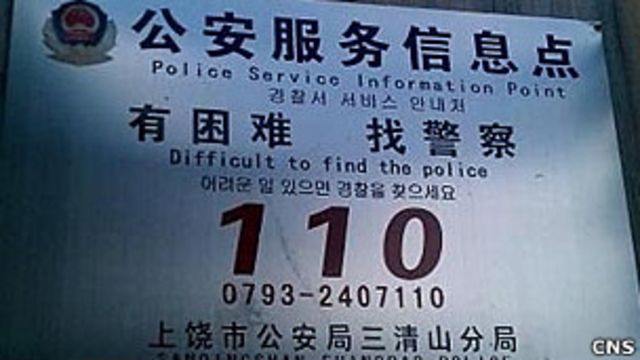 公安服务信息点
Police Service Information Point
경찰서 서비스 안내처
有困难 找警察
Difficult to find the police
어려운 일 있으면 경찰을 찾으세요
110
0793-2407110
上饶市公安局三清山分局
CNS